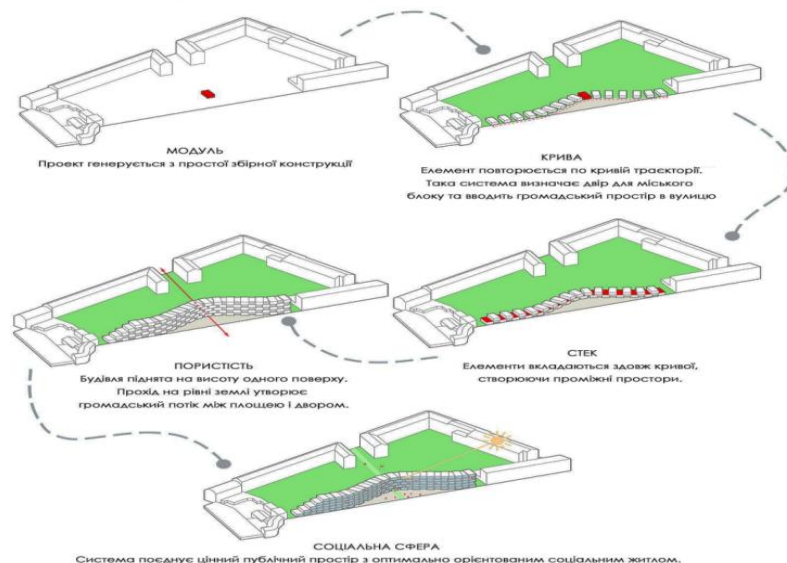 МОДУЛЬ
Проект генерується з простої збірної конструкції
КРИВА
Елемент повторюється по кривій траєкторії.
Така система визначає двір для міського
блоку та вводить громадський простір в вулицю
СТЕК
Елементи вкладаються здовж кривої,
створюючи проміжні простори.
ПОРИСТІСТЬ
Будівля піднята на висоту одного поверху.
Прохід на рівні землі утворює
громадський потік між площею і двором.
СОЦІАЛЬНА СФЕРА
Система поєднує цінний публічний простір з оптимально орієнтованим соціальним житлом.